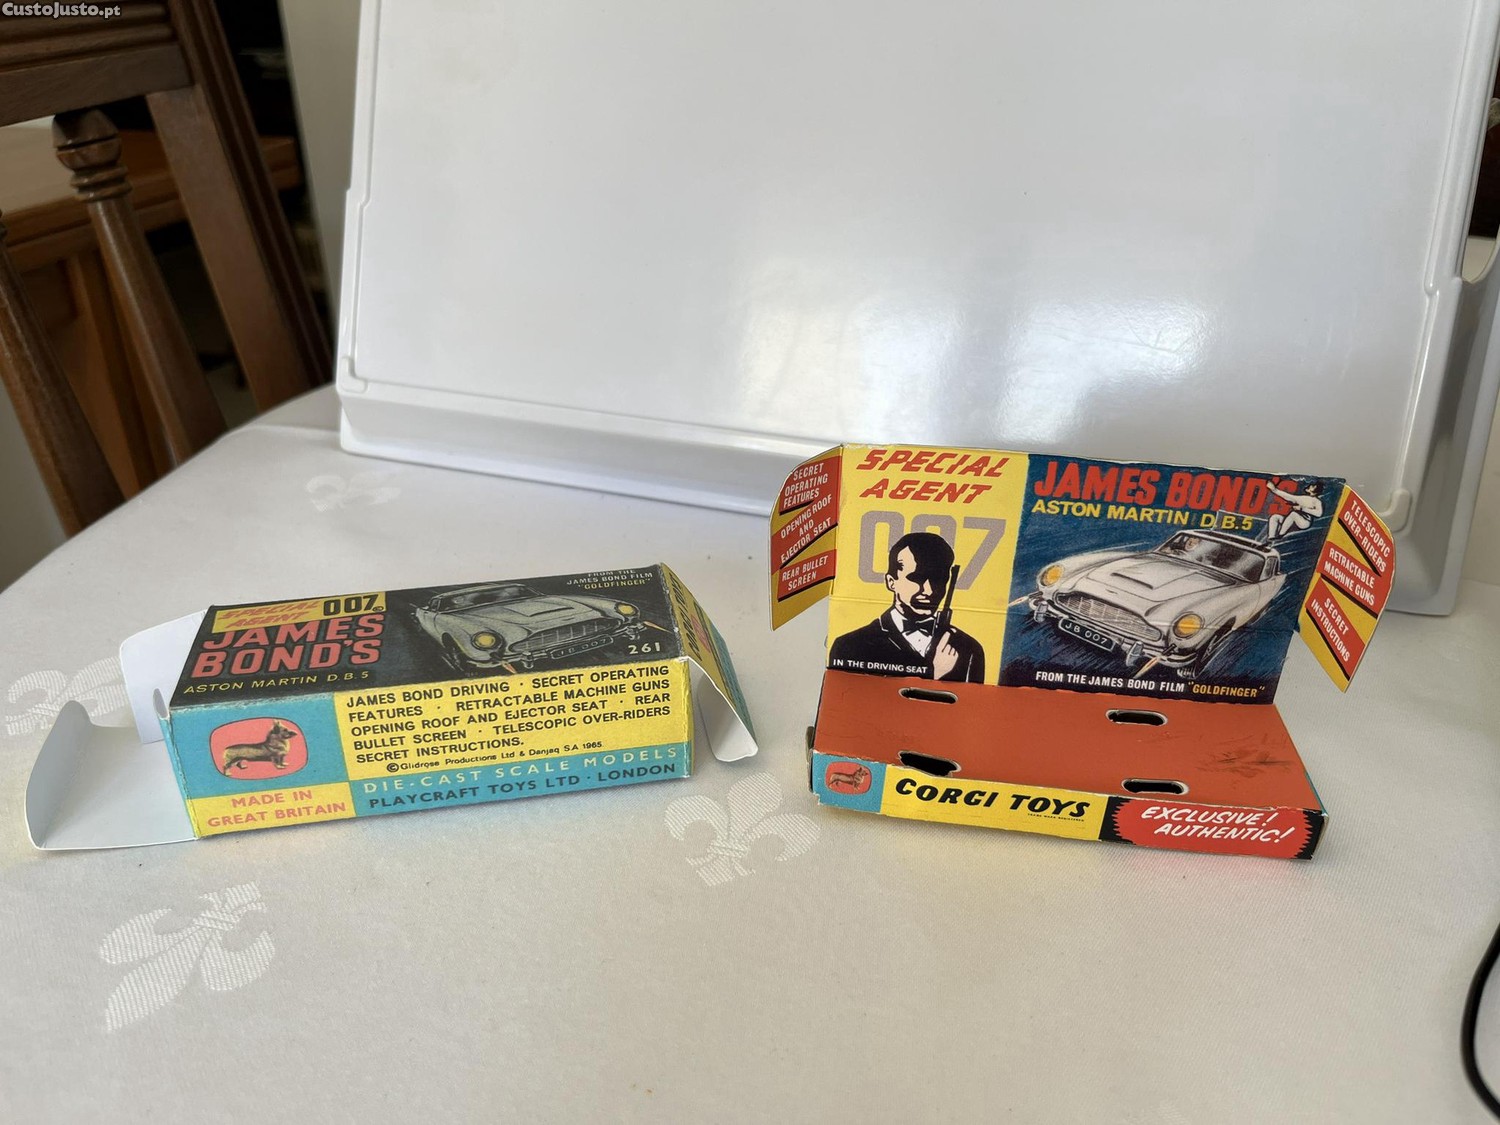 CustoJusto.pt
SPECIAL
AGENT
007
JAMES
BOND'S
ASTON MARTIN D.B.5
FROM THE
JAMES BOND FILM
"GOLDFINGER"
JB 007
261
JAMES BOND DRIVING · SECRET OPERATING
FEATURES · RETRACTABLE MACHINE GUNS
OPENING ROOF AND EJECTOR SEAT · REAR
BULLET SCREEN · TELESCOPIC OVER-RIDERS
SECRET INSTRUCTIONS.
©Glidrose Productions Ltd & Danjaq S.A 1965
MADE IN
GREAT BRITAIN
DIE-CAST SCALE MODELS
PLAYCRAFT TOYS LTD · LONDON
SECRET
OPERATING
FEATURES
OPENING ROOF
AND
EJECTOR SEAT
REAR BULLET
SCREEN
SPECIAL
AGENT
007
IN THE DRIVING SEAT
JAMES BOND'S
ASTON MARTIN D.B.5
JB 007
FROM THE JAMES BOND FILM "GOLDFINGER"
TELESCOPIC
OVER-RIDERS
RETRACTABLE
MACHINE GUNS
SECRET
INSTRUCTIONS
CORGI TOYS
TRADE MARK REGISTERED
EXCLUSIVE!
AUTHENTIC!